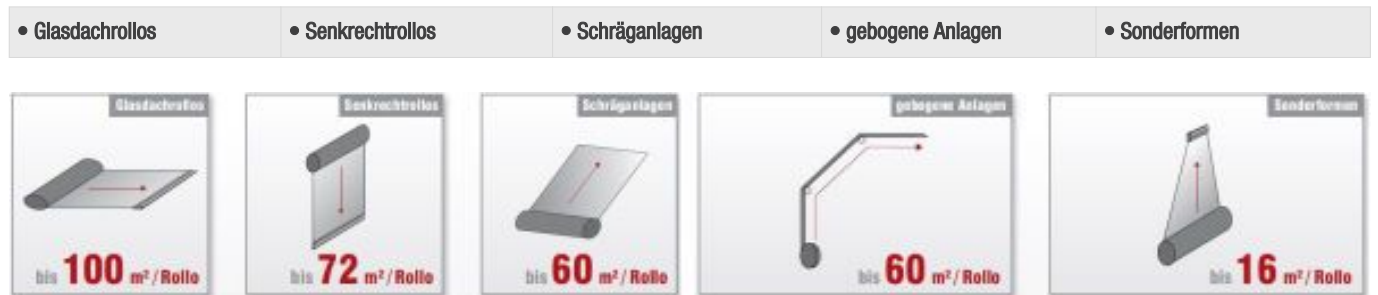 • Glasdachrollos • Senkrechtrollos • Schräganlagen • gebogene Anlagen • Sonderformen
Glasdachrollos
bis 100 m²/Rollo
Senkrechtrollos
bis 72 m²/Rollo
Schräganlagen
bis 60 m²/Rollo
gebogene Anlagen
bis 60 m²/Rollo
Sonderformen
bis 16 m²/Rollo